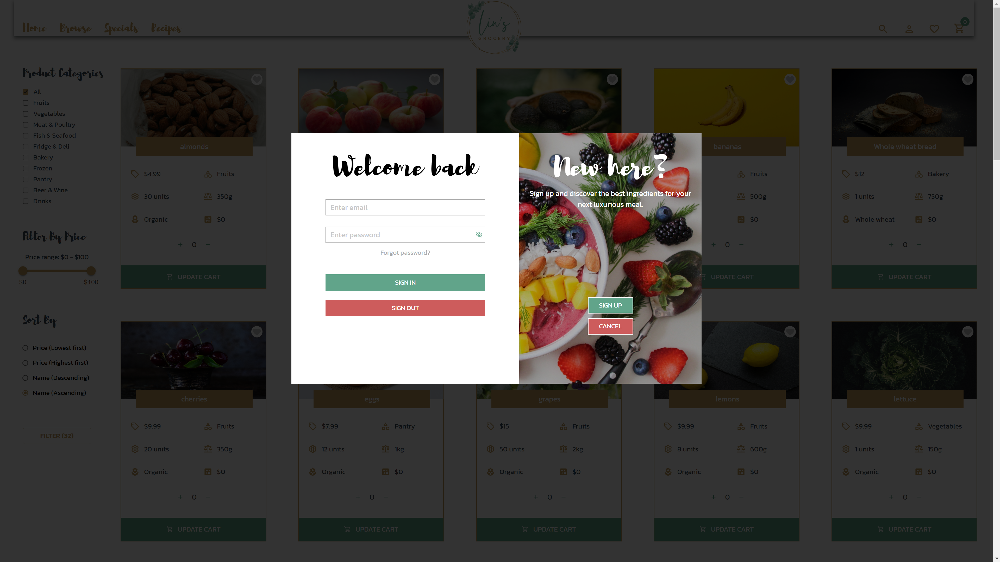 Home Browse Specials Recipes
Lin's
GROCERY
0
Product Categories
All
Fruits
Vegetables
Meat & Poultry
Fish & Seafood
Fridge & Deli
Bakery
Frozen
Pantry
Beer & Wine
Drinks
Filter By Price
Price range: $0 - $100
$0 $100
Sort By
Price (Lowest first)
Price (Highest first)
Name (Descending)
Name (Ascending)
FILTER (32)
almonds
$4.99 Fruits
30 units 350g
Organic $0
+ 0 −
UPDATE CART
Welcome back
Enter email
Enter password
Forgot password?
SIGN IN
SIGN OUT
New here?
Sign up and discover the best ingredients for your
next luxurious meal.
SIGN UP
CANCEL
bananas
Fruits
500g
$0
+ 0 −
UPDATE CART
Whole wheat bread
$12 Bakery
1 units 750g
Whole wheat $0
+ 0 −
UPDATE CART
cherries
$9.99 Fruits
20 units 350g
Organic $0
+ 0 −
UPDATE CART
eggs
$7.99 Pantry
12 units 1kg
Organic $0
+ 0 −
UPDATE CART
grapes
$15 Fruits
50 units 2kg
Organic $0
+ 0 −
UPDATE CART
lemons
$9.99 Fruits
8 units 600g
Organic $0
+ 0 −
UPDATE CART
lettuce
$9.99 Vegetables
1 units 150g
Organic $0
+ 0 −
UPDATE CART